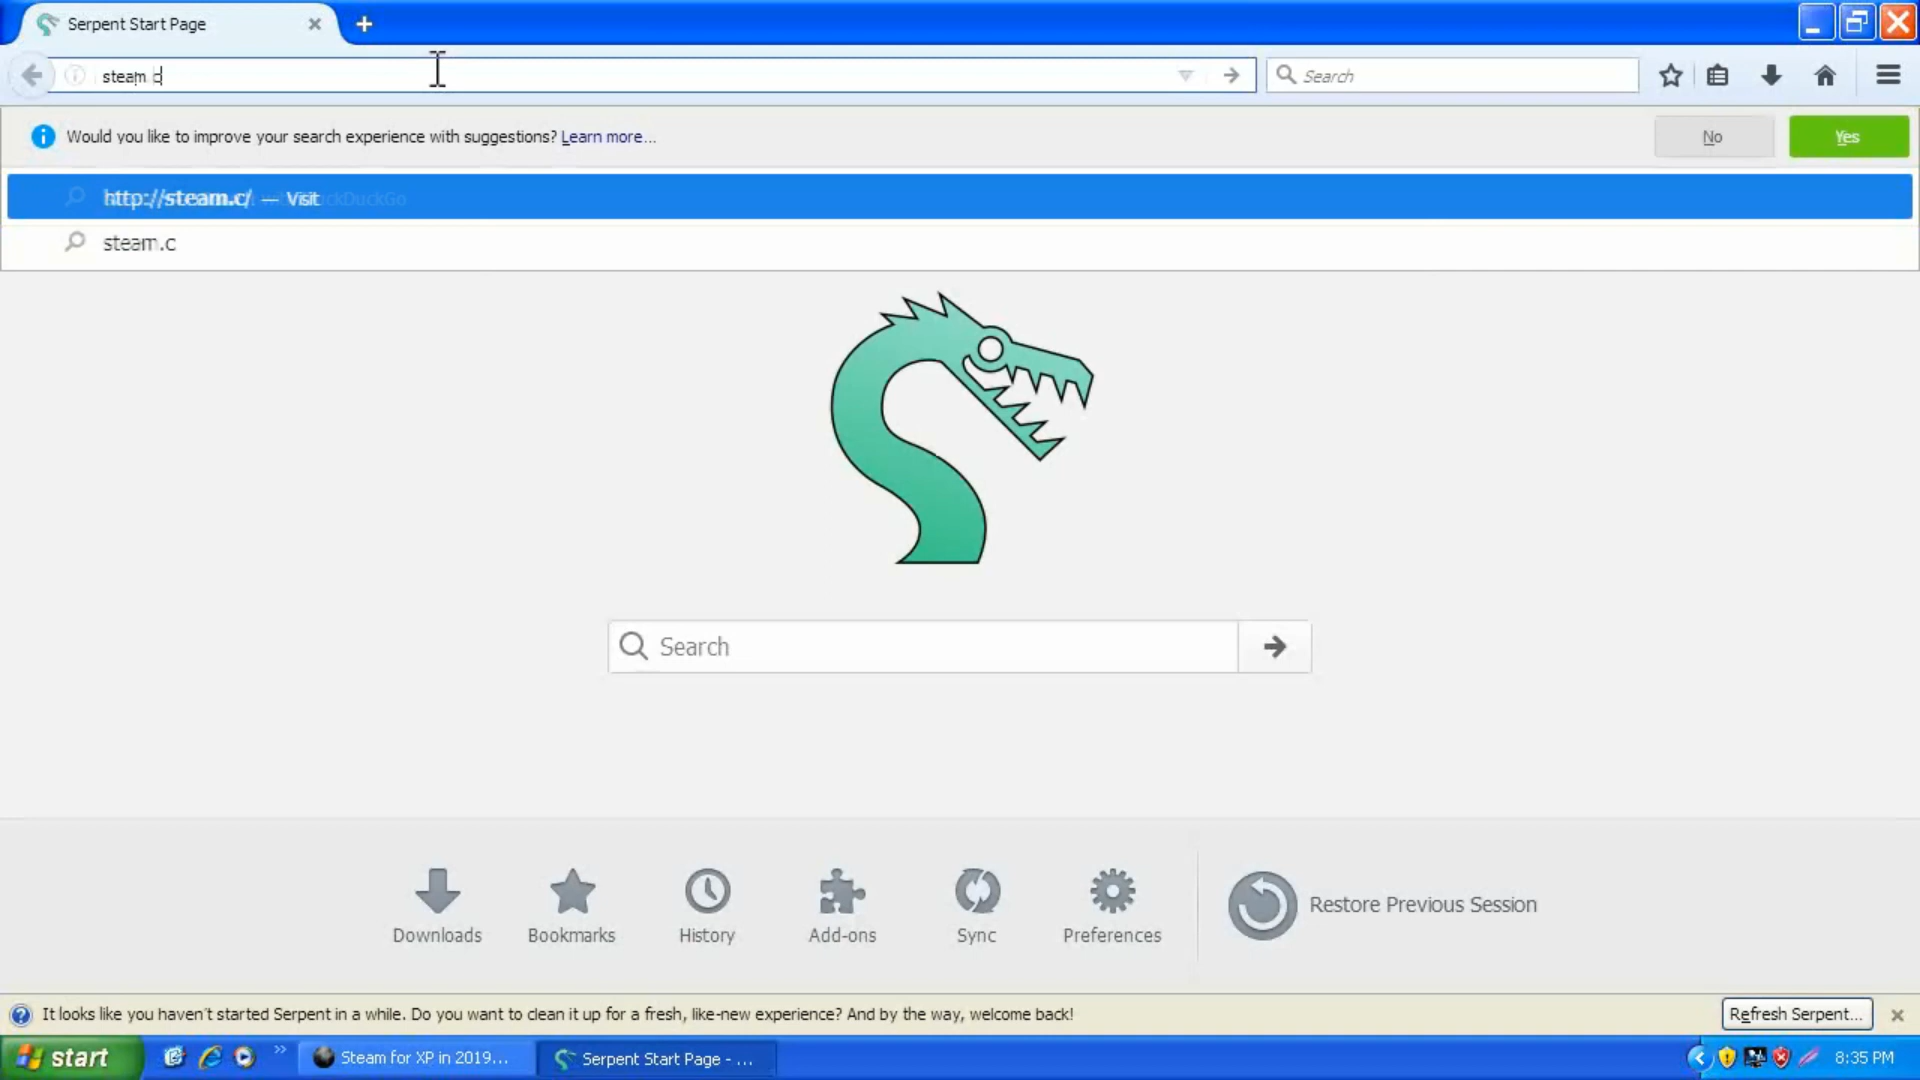 Serpent Start Page
steam c
Search
Would you like to improve your search experience with suggestions? Learn more...
No
Yes
http://steam.c/ — Visit
steam.c
Search
Downloads
Bookmarks
History
Add-ons
Sync
Preferences
Restore Previous Session
It looks like you haven't started Serpent in a while. Do you want to clean it up for a fresh, like-new experience? And by the way, welcome back!
Refresh Serpent...
start
Steam for XP in 2019...
Serpent Start Page - ...
8:35 PM